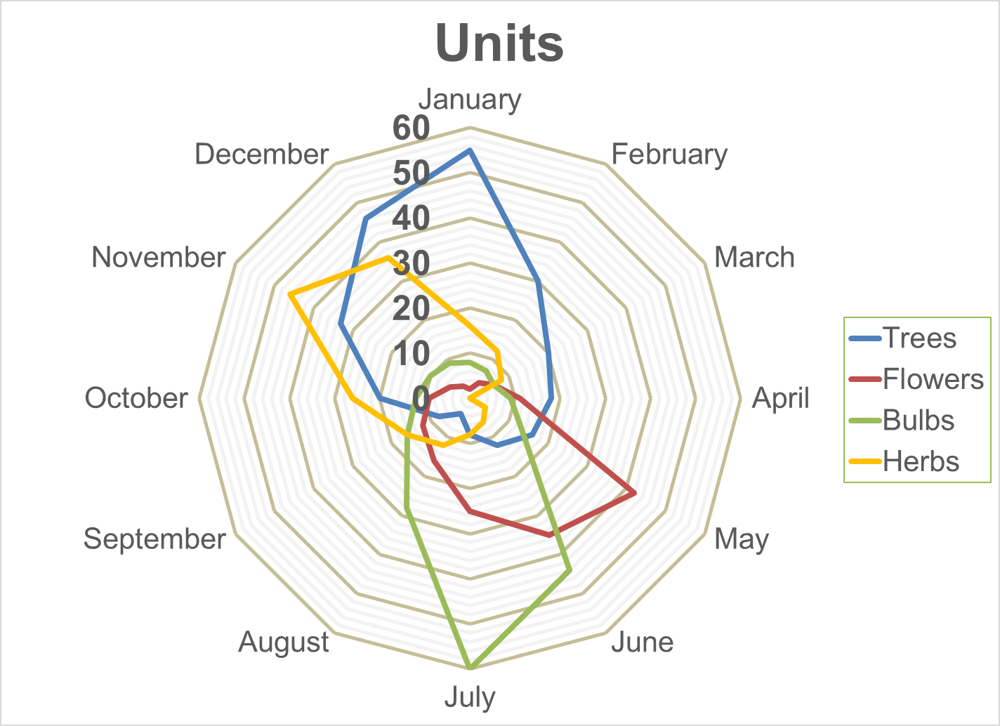 Units
January
February
March
April
May
June
July
August
September
October
November
December
60
50
40
30
20
10
0
Trees
Flowers
Bulbs
Herbs